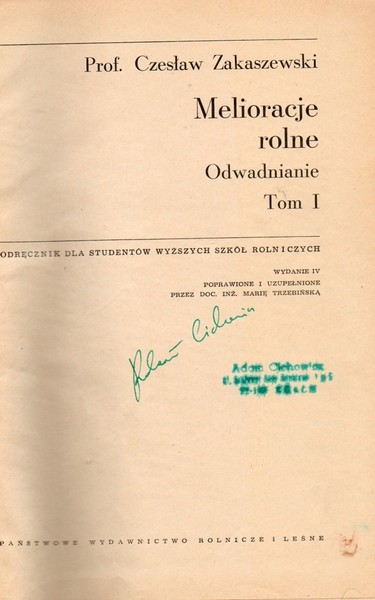 Prof. Czesław Zakaszewski
Melioracje
rolne
Odwadnianie
Tom I
ODRĘCZNIK DLA STUDENTÓW WYŻSZYCH SZKÓŁ ROLNICZYCH
WYDANIE IV
POPRAWIONE I UZUPEŁNIONE
PRZEZ DOC. INŻ. MARIĘ TRZEBIŃSKĄ
Adam
PAŃSTWOWE WYDAWNICTWO ROLNICZE I LEŚNE